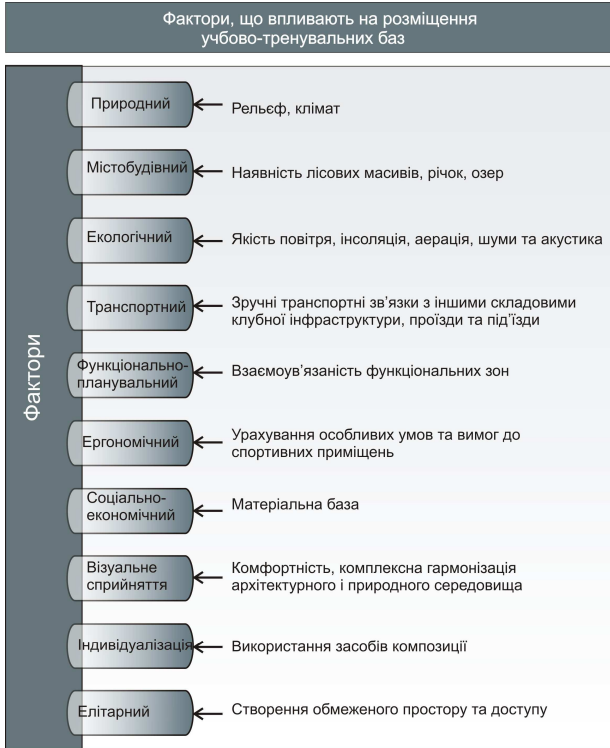 Фактори, що впливають на розміщення
учбово-тренувальних баз
Фактори
Природний
Рельєф, клімат
Містобудівний
Наявність лісових масивів, річок, озер
Екологічний
Якість повітря, інсоляція, аерація, шуми та акустика
Транспортний
Зручні транспортні зв’язки з іншими складовими
клубної інфраструктури, проїзди та під’їзди
Функціонально-
планувальний
Взаємоув’язаність функціональних зон
Ергономічний
Урахування особливих умов та вимог до
спортивних приміщень
Соціально-
економічний
Матеріальна база
Візуальне
сприйняття
Комфортність, комплексна гармонізація
архітектурного і природного середовища
Індивідуалізація
Використання засобів композиції
Елітарний
Створення обмеженого простору та доступу